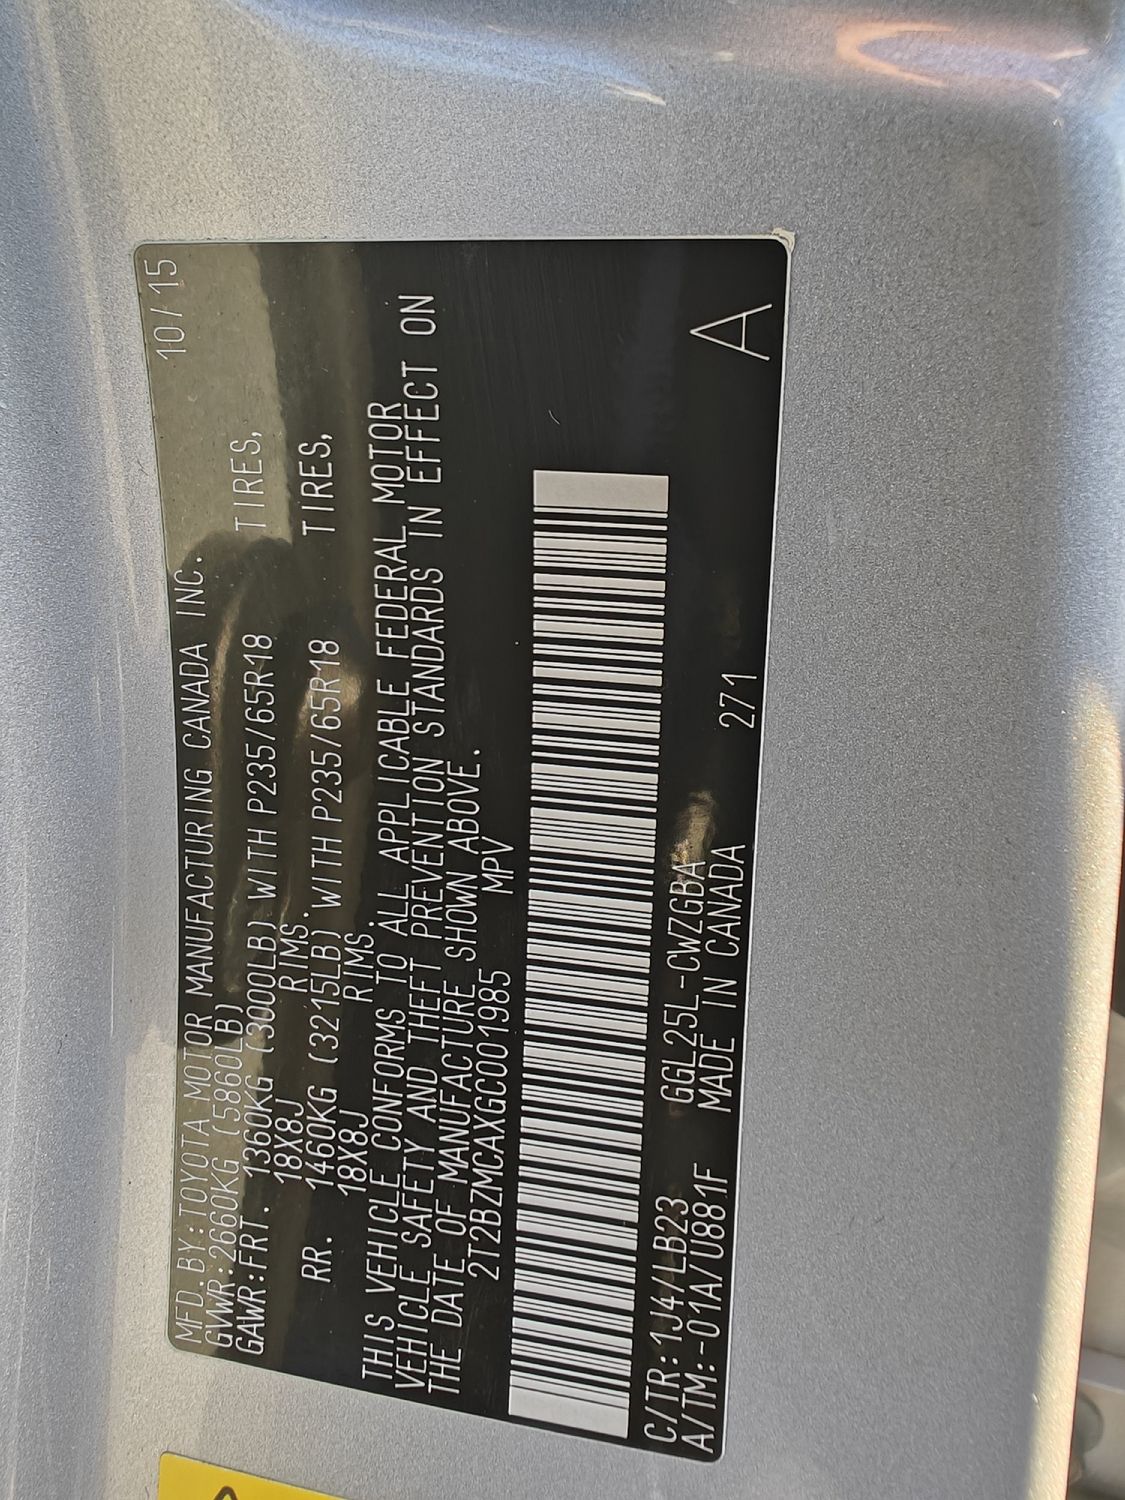 MFD.BY:TOYOTA MOTOR MANUFACTURING CANADA INC. 10/15
GVWR:2660KG (5860LB)
GAWR:FRT. 1360KG (3000LB) WITH P235/65R18 TIRES,
18X8J RIMS.
RR. 1460KG (3215LB) WITH P235/65R18 TIRES,
18X8J RIMS.
THIS VEHICLE CONFORMS TO ALL APPLICABLE FEDERAL MOTOR
VEHICLE SAFETY AND THEFT PREVENTION STANDARDS IN EFFECT ON
THE DATE OF MANUFACTURE SHOWN ABOVE.
2T2BZMCAXGC001985 MPV
C/TR:1J4/LB23 GGL25L-CWZGBA
A/TM:-01A/U881F MADE IN CANADA 271 A